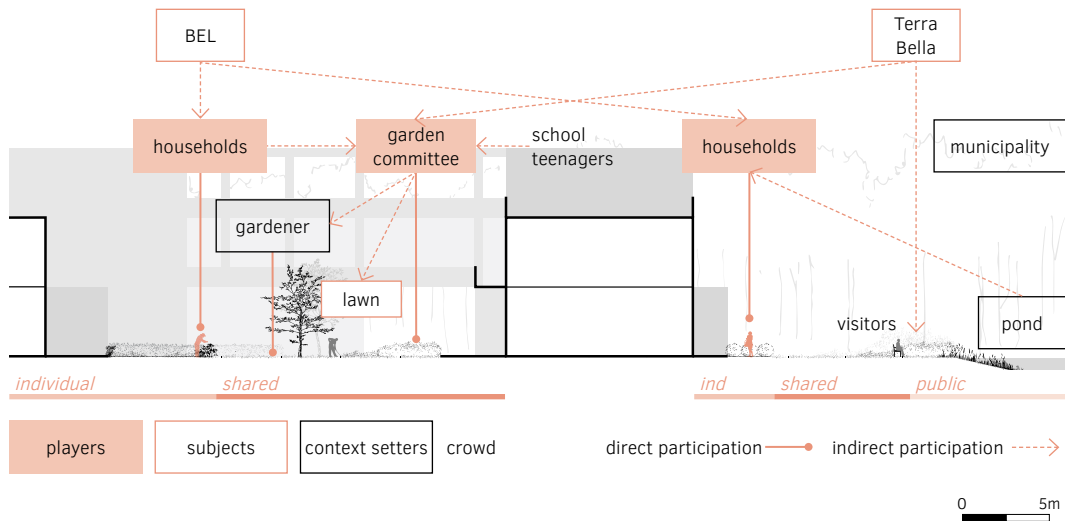 BEL
Terra
Bella
households
garden
committee
school
teenagers
households
municipality
gardener
lawn
visitors
pond
individual
shared
ind
shared
public
players
subjects
context setters
crowd
direct participation
indirect participation
0
5m